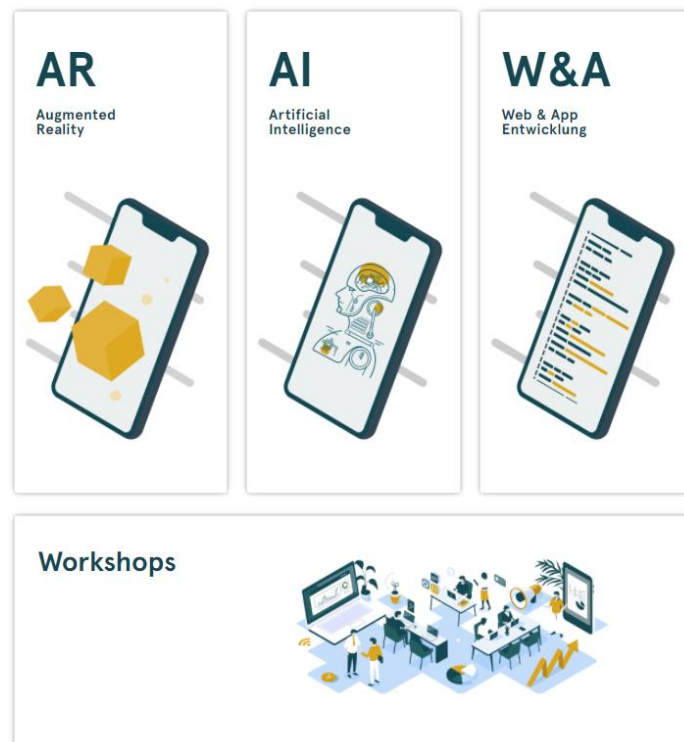 AR
Augmented
Reality
AI
Artificial
Intelligence
W&A
Web & App
Entwicklung
Workshops